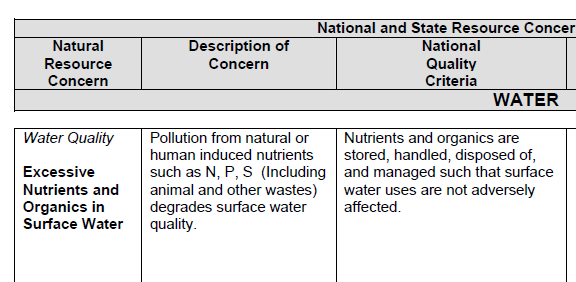 National and State Resource Concer
Natural
Resource
Concern
Description of
Concern
National
Quality
Criteria
WATER
Water Quality
Excessive
Nutrients and
Organics in
Surface Water
Pollution from natural or
human induced nutrients
such as N, P, S (Including
animal and other wastes)
degrades surface water
quality.
Nutrients and organics are
stored, handled, disposed of,
and managed such that surface
water uses are not adversely
affected.